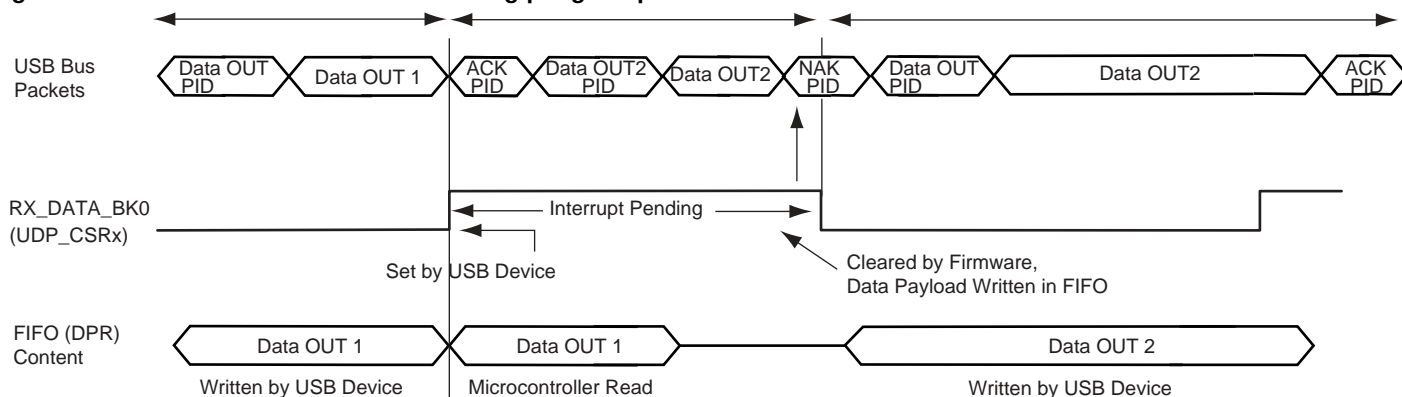 USB Bus
Packets
Data OUT
PID
Data OUT 1
ACK
PID
Data OUT2
PID
Data OUT2
NAK
PID
Data OUT
PID
Data OUT2
ACK
PID
RX_DATA_BK0
(UDP_CSRx)
Interrupt Pending
Set by USB Device
Cleared by Firmware,
Data Payload Written in FIFO
FIFO (DPR)
Content
Data OUT 1
Data OUT 1
Data OUT 2
Written by USB Device
Microcontroller Read
Written by USB Device